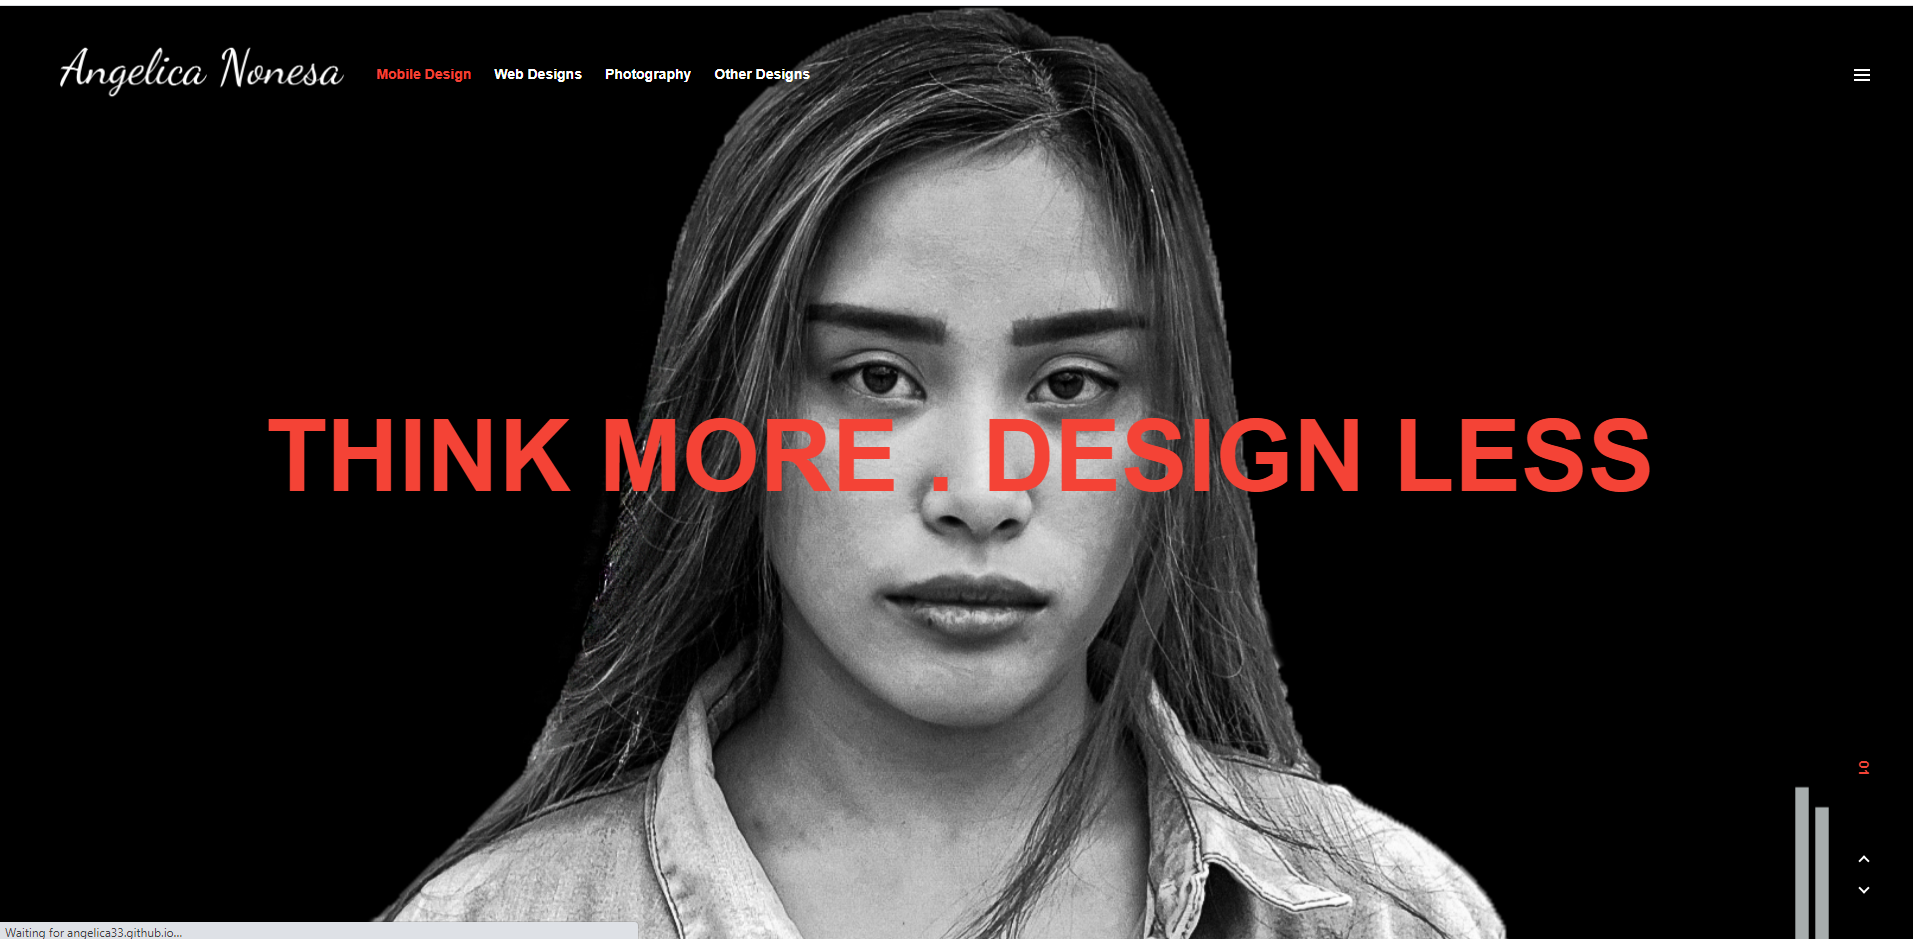 Angelica Nonesa
Mobile Design Web Designs Photography Other Designs
THINK MORE . DESIGN LESS
01
Waiting for angelica33.github.io...